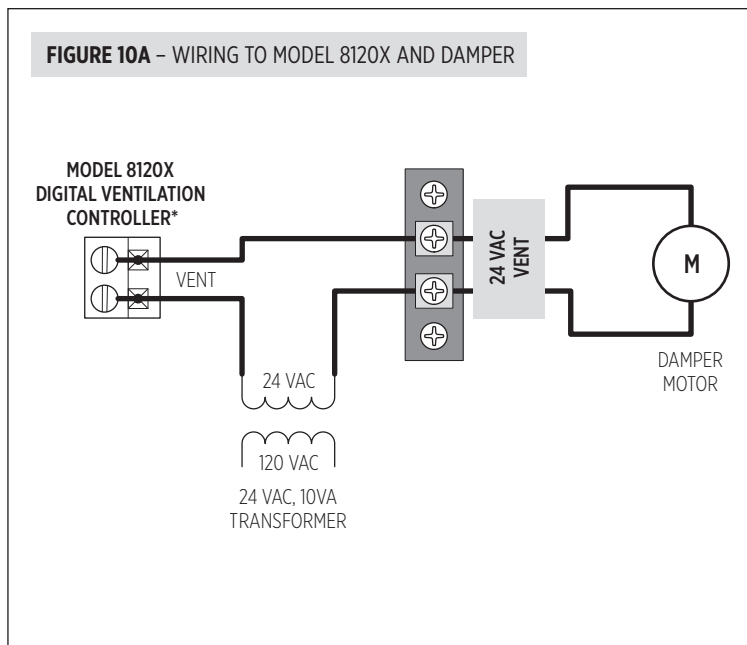 FIGURE 10A – WIRING TO MODEL 8120X AND DAMPER
MODEL 8120X
DIGITAL VENTILATION
CONTROLLER*
VENT
24 VAC
VENT
M
DAMPER
MOTOR
24 VAC
120 VAC
24 VAC, 10VA
TRANSFORMER